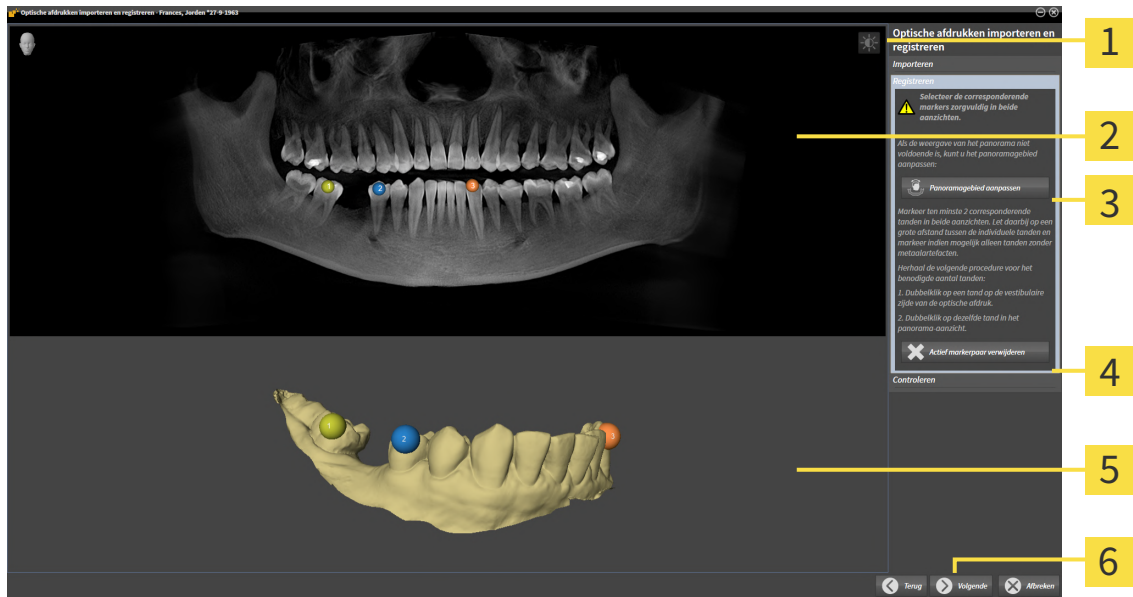 Optische afdrukken importeren en registreren - Frances, Jorden *27-9-1963
Optische afdrukken importeren en
registreren
Importeren
Registreren
Selecteer de corresponderende
markers zorgvuldig in beide
aanzichten.
Als de weergave van het panorama niet
voldoende is, kunt u het panoramagebied
aanpassen:
Panoramagebied aanpassen
Markeer ten minste 2 corresponderende
tanden in beide aanzichten. Let daarbij op een
grote afstand tussen de individuele tanden en
markeer indien mogelijk alleen tanden zonder
metaalartefacten.
Herhaal de volgende procedure voor het
benodigde aantal tanden:
1. Dubbelklik op een tand op de vestibulaire
zijde van de optische afdruk.
2. Dubbelklik op dezelfde tand in het
panorama-aanzicht.
Actief markerpaar verwijderen
Controleren
1
2
3
1
2
3
Terug
Volgende
Afbreken
1
2
3
4
5
6